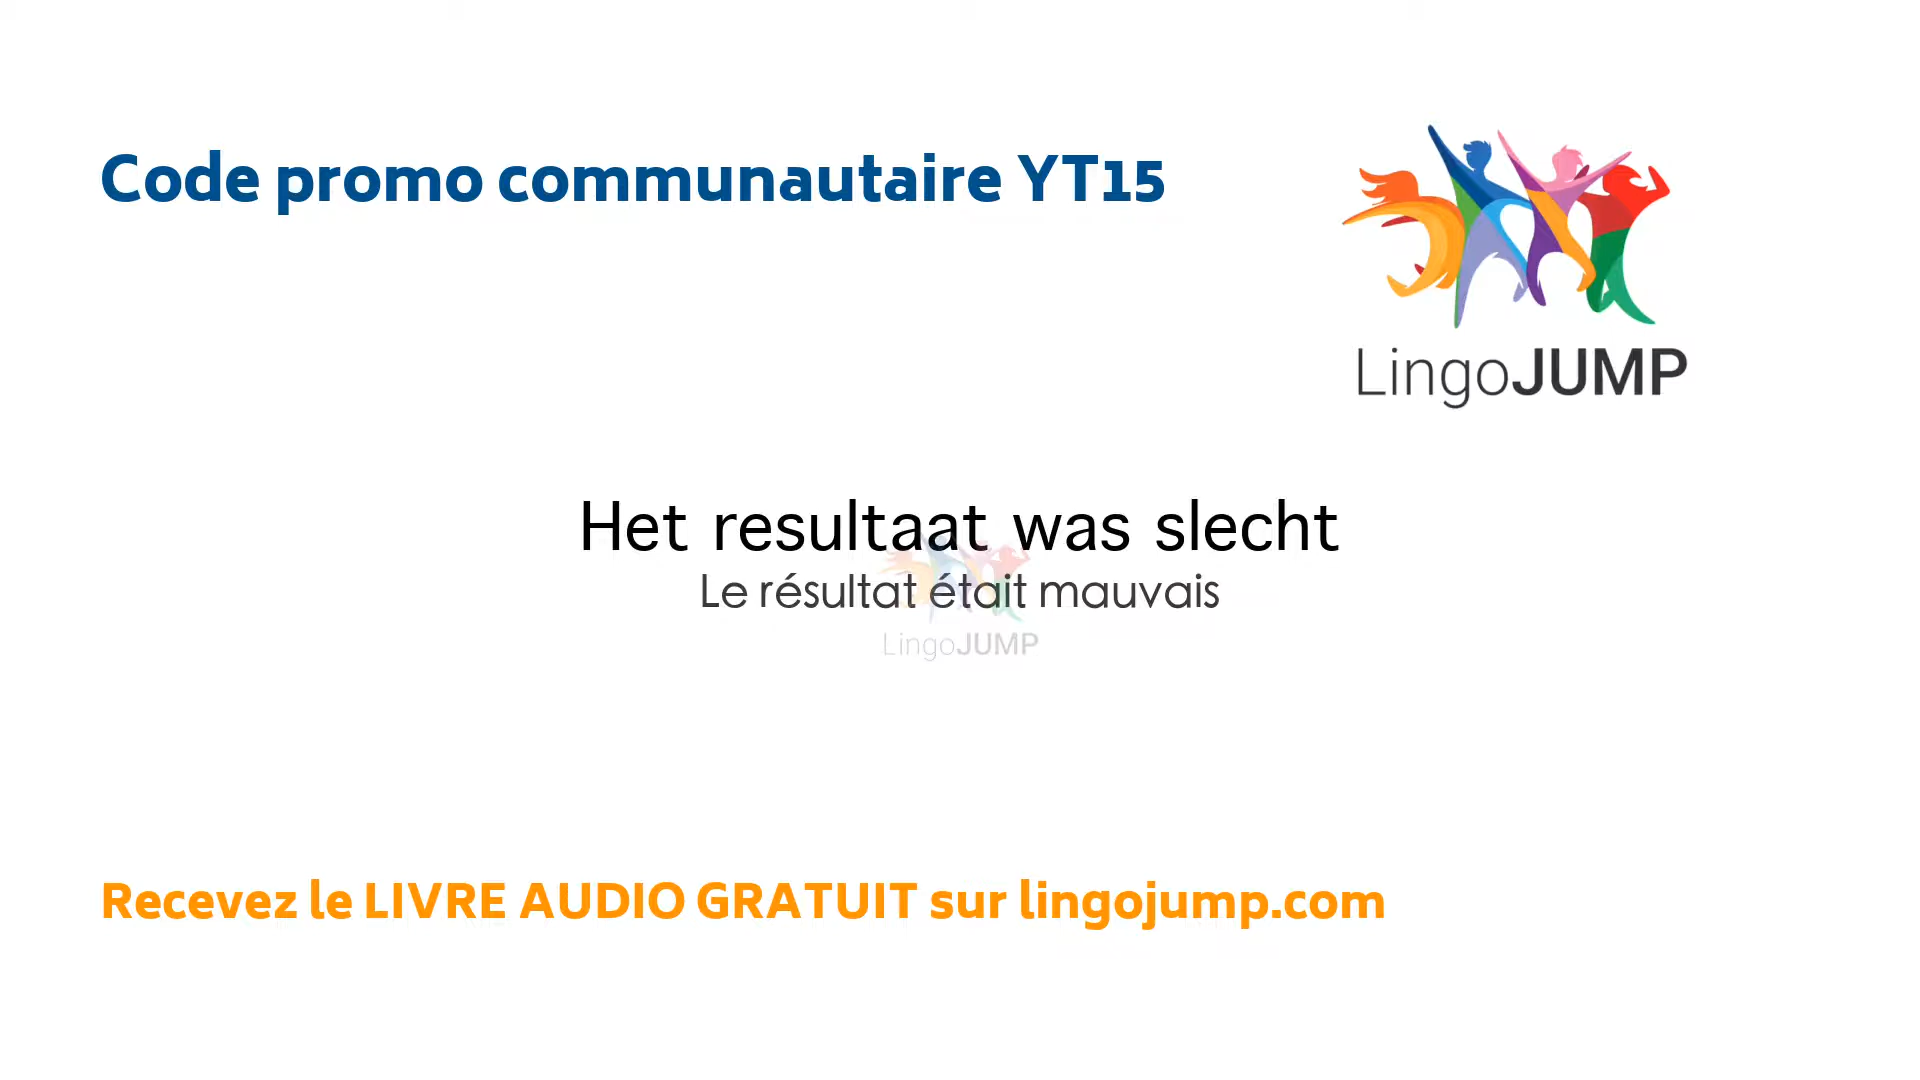 Code promo communautaire YT15
LingoJUMP
Het resultaat was slecht
Le résultat était mauvais
LingoJUMP
Recevez le LIVRE AUDIO GRATUIT sur lingojump.com